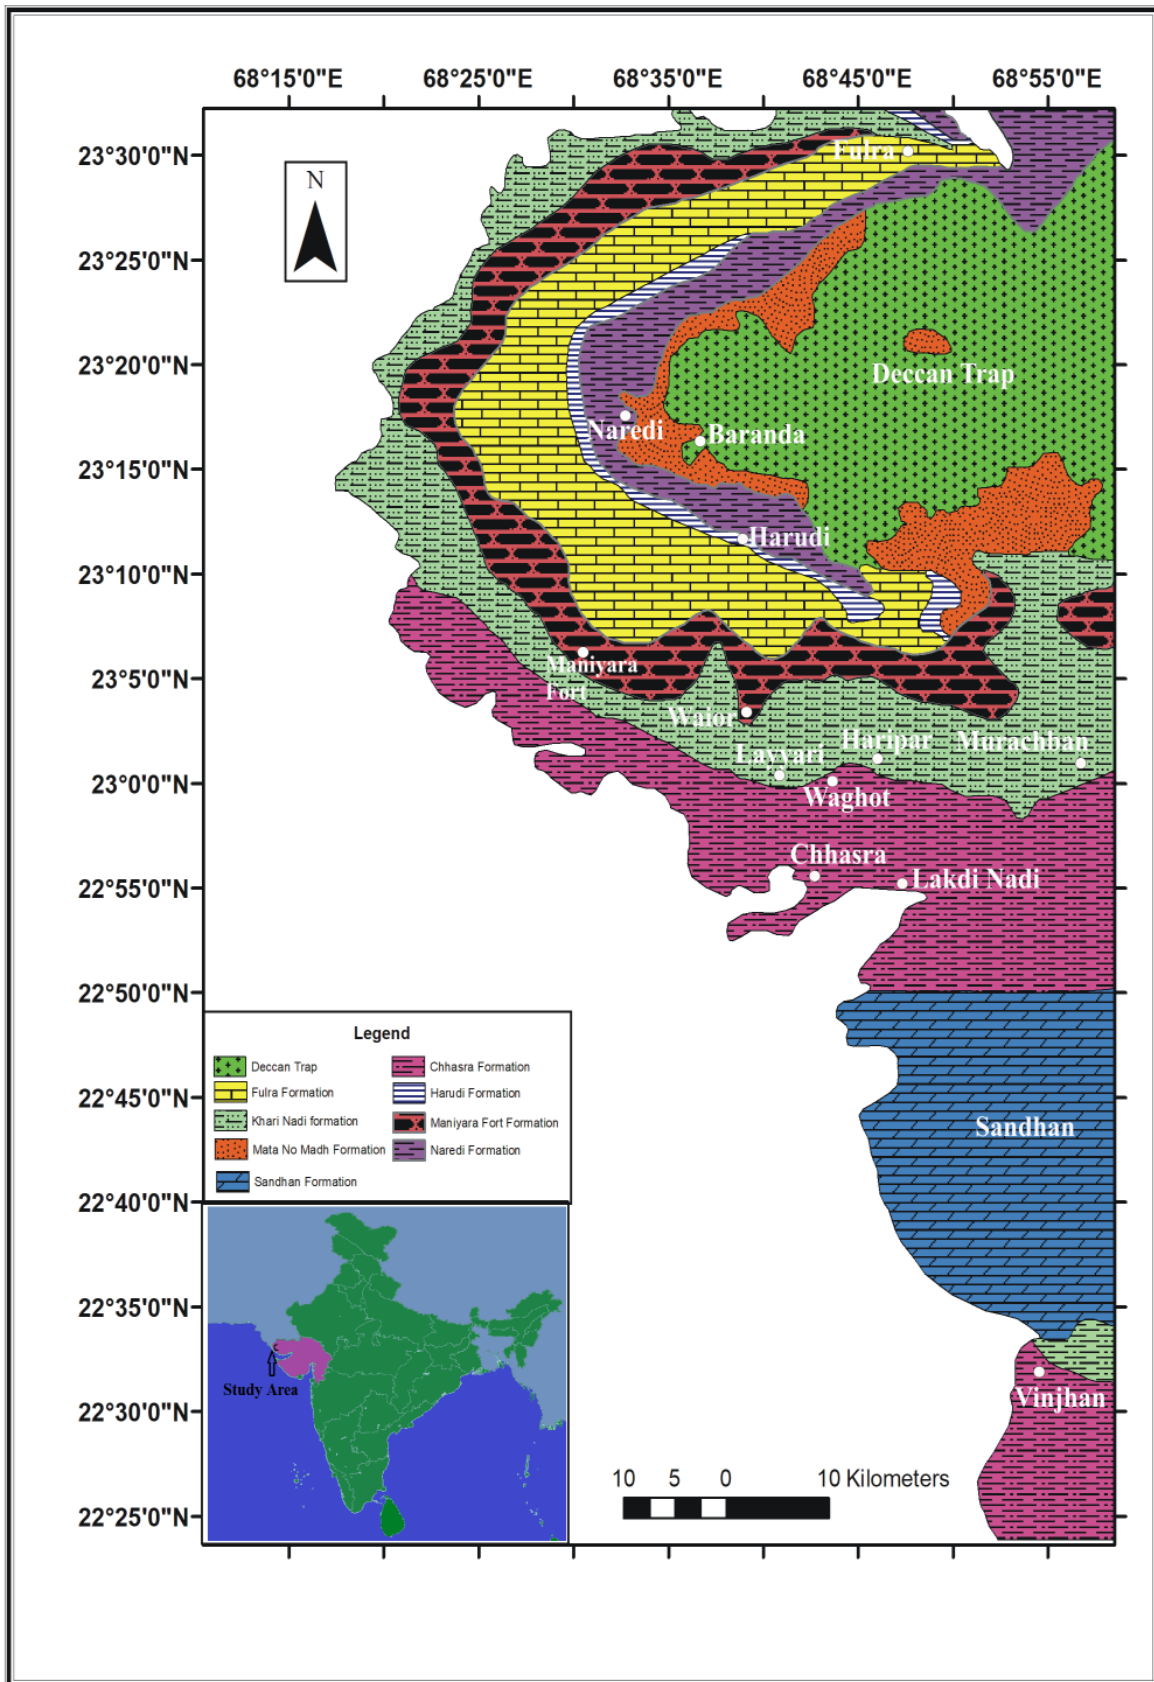 68°15'0"E 68°25'0"E 68°35'0"E 68°45'0"E 68°55'0"E
23°30'0"N
23°25'0"N
23°20'0"N
23°15'0"N
23°10'0"N
23°5'0"N
23°0'0"N
22°55'0"N
22°50'0"N
22°45'0"N
22°40'0"N
22°35'0"N
22°30'0"N
22°25'0"N
N
Fulra
Deccan Trap
Naredi
Baranda
Harudi
Maniyara
Fort
Waior
Layyari
Haripar
Murachban
Waghot
Chhasra
Lakdi Nadi
Sandhan
Vinjhan
Legend
Deccan Trap
Chhasra Formation
Fulra Formation
Harudi Formation
Khari Nadi formation
Maniyara Fort Formation
Mata No Madh Formation
Naredi Formation
Sandhan Formation
Study Area
10 5 0 10 Kilometers